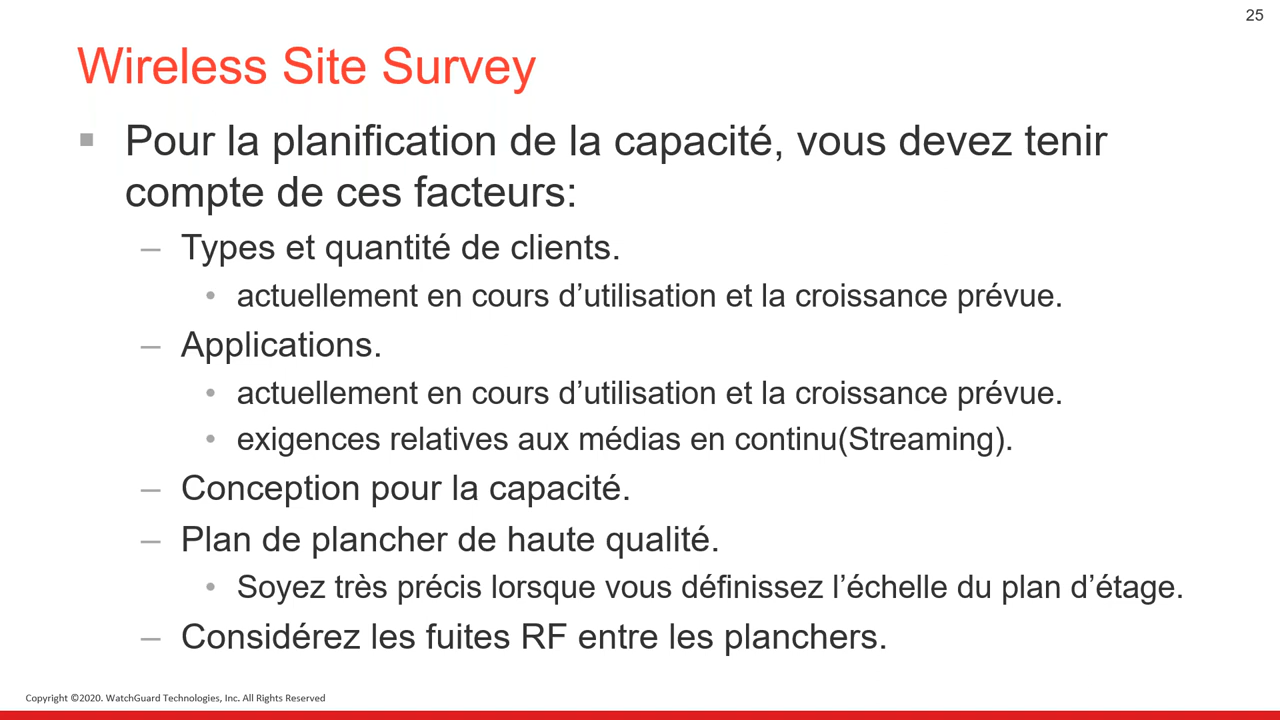 25
Wireless Site Survey
▪ Pour la planification de la capacité, vous devez tenir
compte de ces facteurs:
– Types et quantité de clients.
• actuellement en cours d’utilisation et la croissance prévue.
– Applications.
• actuellement en cours d’utilisation et la croissance prévue.
• exigences relatives aux médias en continu(Streaming).
– Conception pour la capacité.
– Plan de plancher de haute qualité.
• Soyez très précis lorsque vous définissez l’échelle du plan d’étage.
– Considérez les fuites RF entre les planchers.
Copyright ©2020. WatchGuard Technologies, Inc. All Rights Reserved